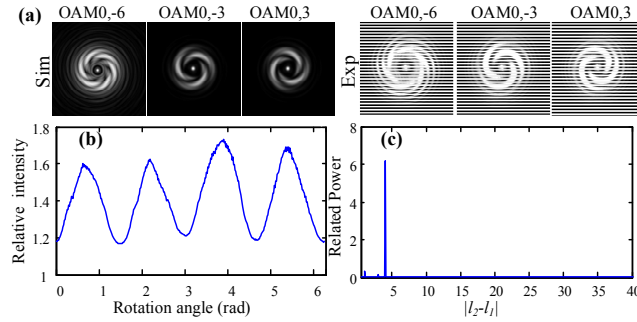 (a) OAM0,-6 OAM0,-3 OAM0,3 OAM0,-6 OAM0,-3 OAM0,3
Sim
Exp
(b)
1.8
1.6
1.4
1.2
1
Relative intensity
0 1 2 3 4 5 6
Rotation angle (rad)
(c)
8
6
4
2
0
Related Power
5 10 15 20 25 30 35 40
|l2-l1|